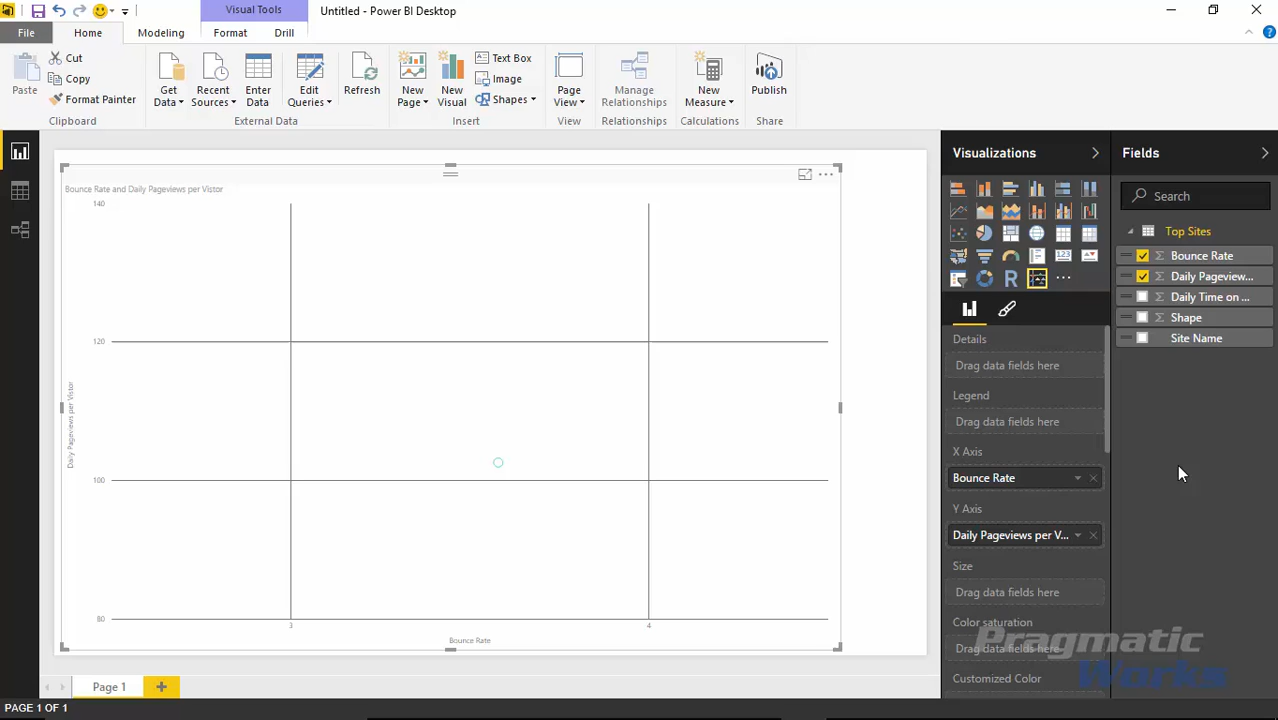 Visual Tools
Untitled - Power BI Desktop
File
Home
Modeling
Format
Drill
Paste
Cut
Copy
Format Painter
Clipboard
Get Data
Recent Sources
Enter Data
Edit Queries
Refresh
External Data
New Page
New Visual
Text Box
Image
Shapes
Insert
Page View
View
Manage Relationships
Relationships
New Measure
Calculations
Publish
Share
Bounce Rate and Daily Pageviews per Vistor
140
120
100
80
Daily Pageviews per Vistor
3
4
Bounce Rate
Visualizations
Details
Drag data fields here
Legend
Drag data fields here
X Axis
Bounce Rate
Y Axis
Daily Pageviews per V...
Size
Drag data fields here
Color saturation
Drag data fields here
Customized Color
Fields
Search
Top Sites
Bounce Rate
Daily Pageview...
Daily Time on ...
Shape
Site Name
Pragmatic
Works
Page 1
PAGE 1 OF 1